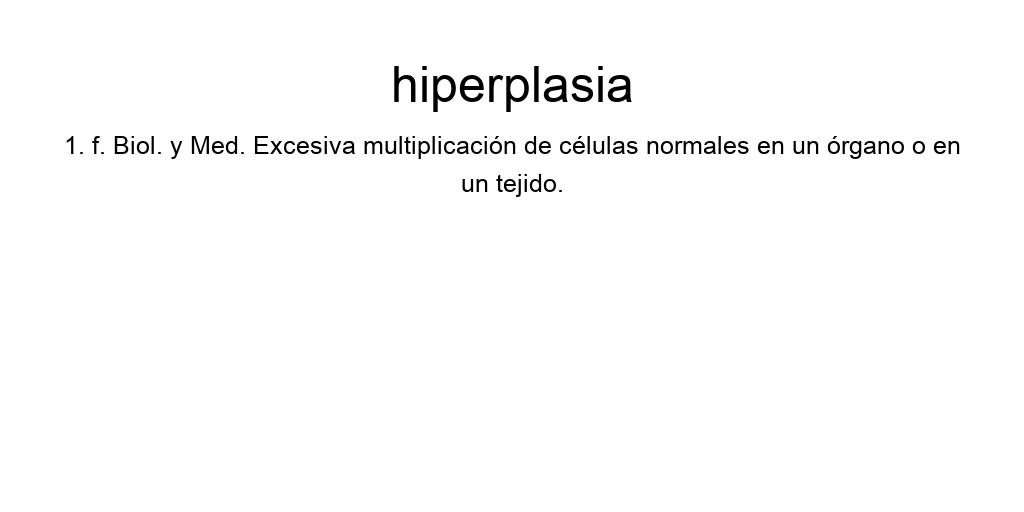 hiperplasia
1. f. Biol. y Med. Excesiva multiplicación de células normales en un órgano o en
un tejido.